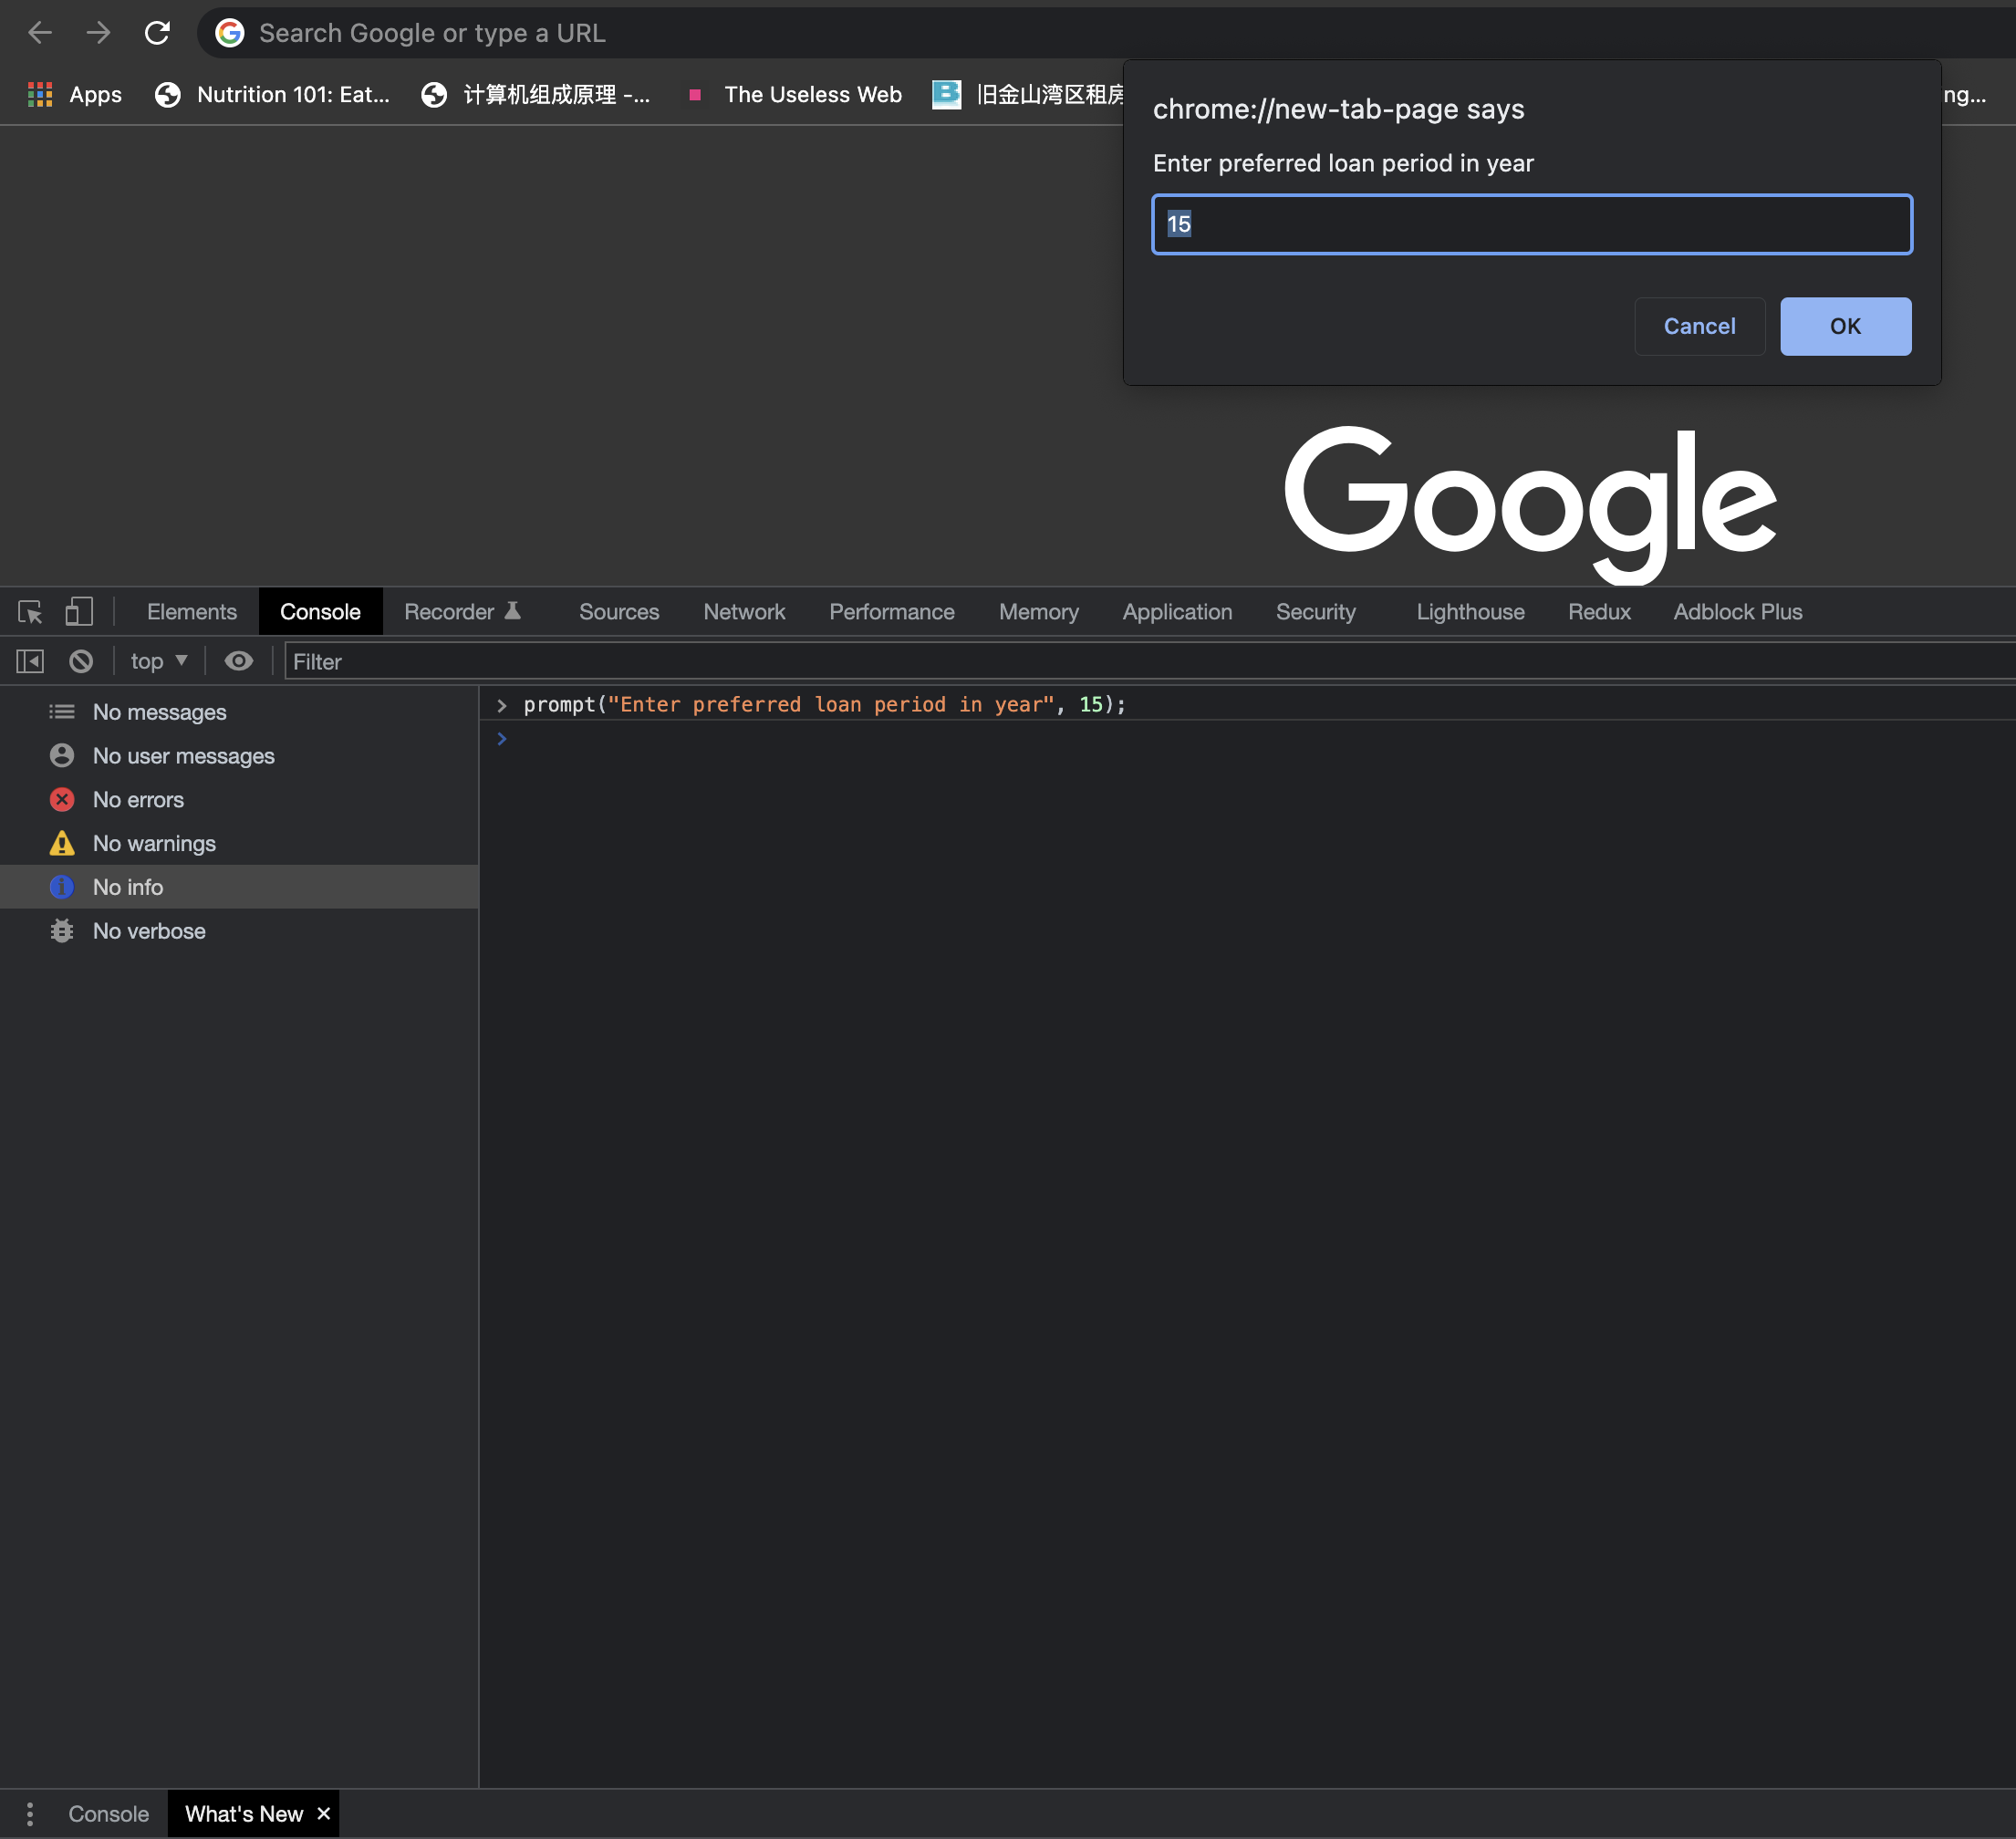 Search Google or type a URL
Apps Nutrition 101: Eat... 计算机组成原理 -... The Useless Web 旧金山湾区租房 ng...
chrome://new-tab-page says
Enter preferred loan period in year
15
Cancel OK
Google
Elements Console Recorder Sources Network Performance Memory Application Security Lighthouse Redux Adblock Plus
top Filter
No messages
No user messages
No errors
No warnings
No info
No verbose
prompt("Enter preferred loan period in year", 15);
Console What's New